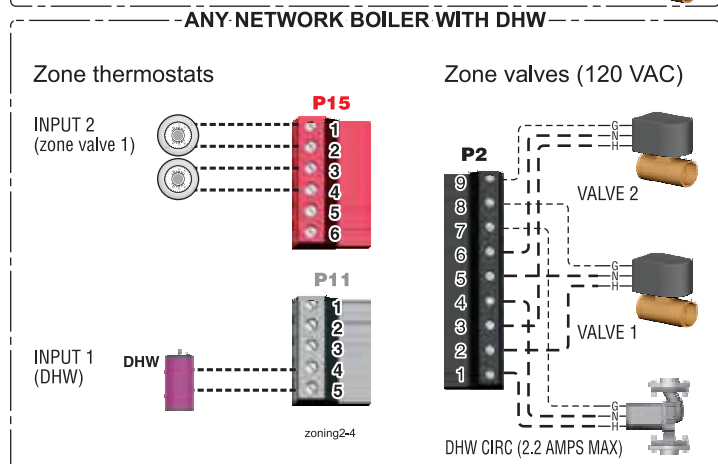 ANY NETWORK BOILER WITH DHW
Zone thermostats
INPUT 2
(zone valve 1)
P15
1
2
3
4
5
6
P11
1
2
3
4
5
INPUT 1
(DHW)
DHW
zoning2-4
Zone valves (120 VAC)
P2
9
8
7
6
5
4
3
2
1
G
N
H
VALVE 2
G
N
H
VALVE 1
G
N
H
DHW CIRC (2.2 AMPS MAX)